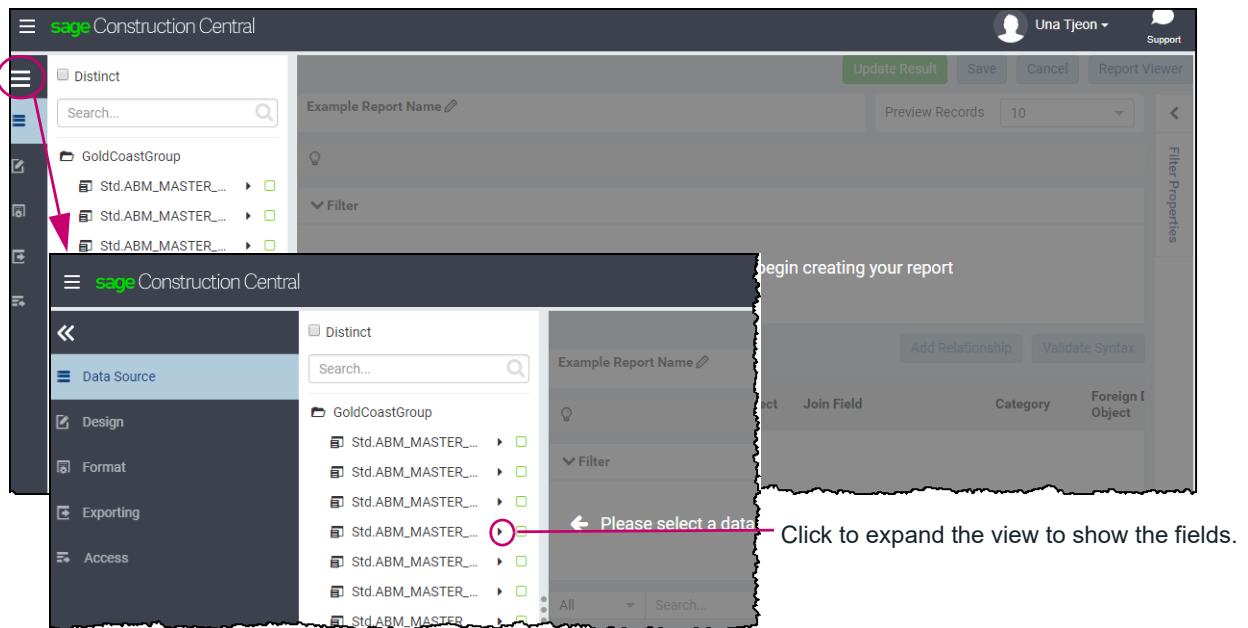 sage Construction Central
Una Tjeon
Support
Distinct
Update Result Save Cancel Report Viewer
Search...
Example Report Name
Preview Records 10
GoldCoastGroup
Std.ABM_MASTER_...
Std.ABM_MASTER_...
Std.ABM_MASTER_...
Filter
Filter Properties
begin creating your report
Add Relationship Validate Syntax
Join Field Category Foreign
Object
sage Construction Central
Distinct
Data Source
Search...
Example Report Name
Design
GoldCoastGroup
Std.ABM_MASTER_...
Format
Std.ABM_MASTER_...
Filter
Std.ABM_MASTER_...
Exporting
Std.ABM_MASTER_...
Please select a data
Click to expand the view to show the fields.
Access
Std.ABM_MASTER_...
Std.ABM_MASTER_...
All Search...
Std.ABM_MASTER